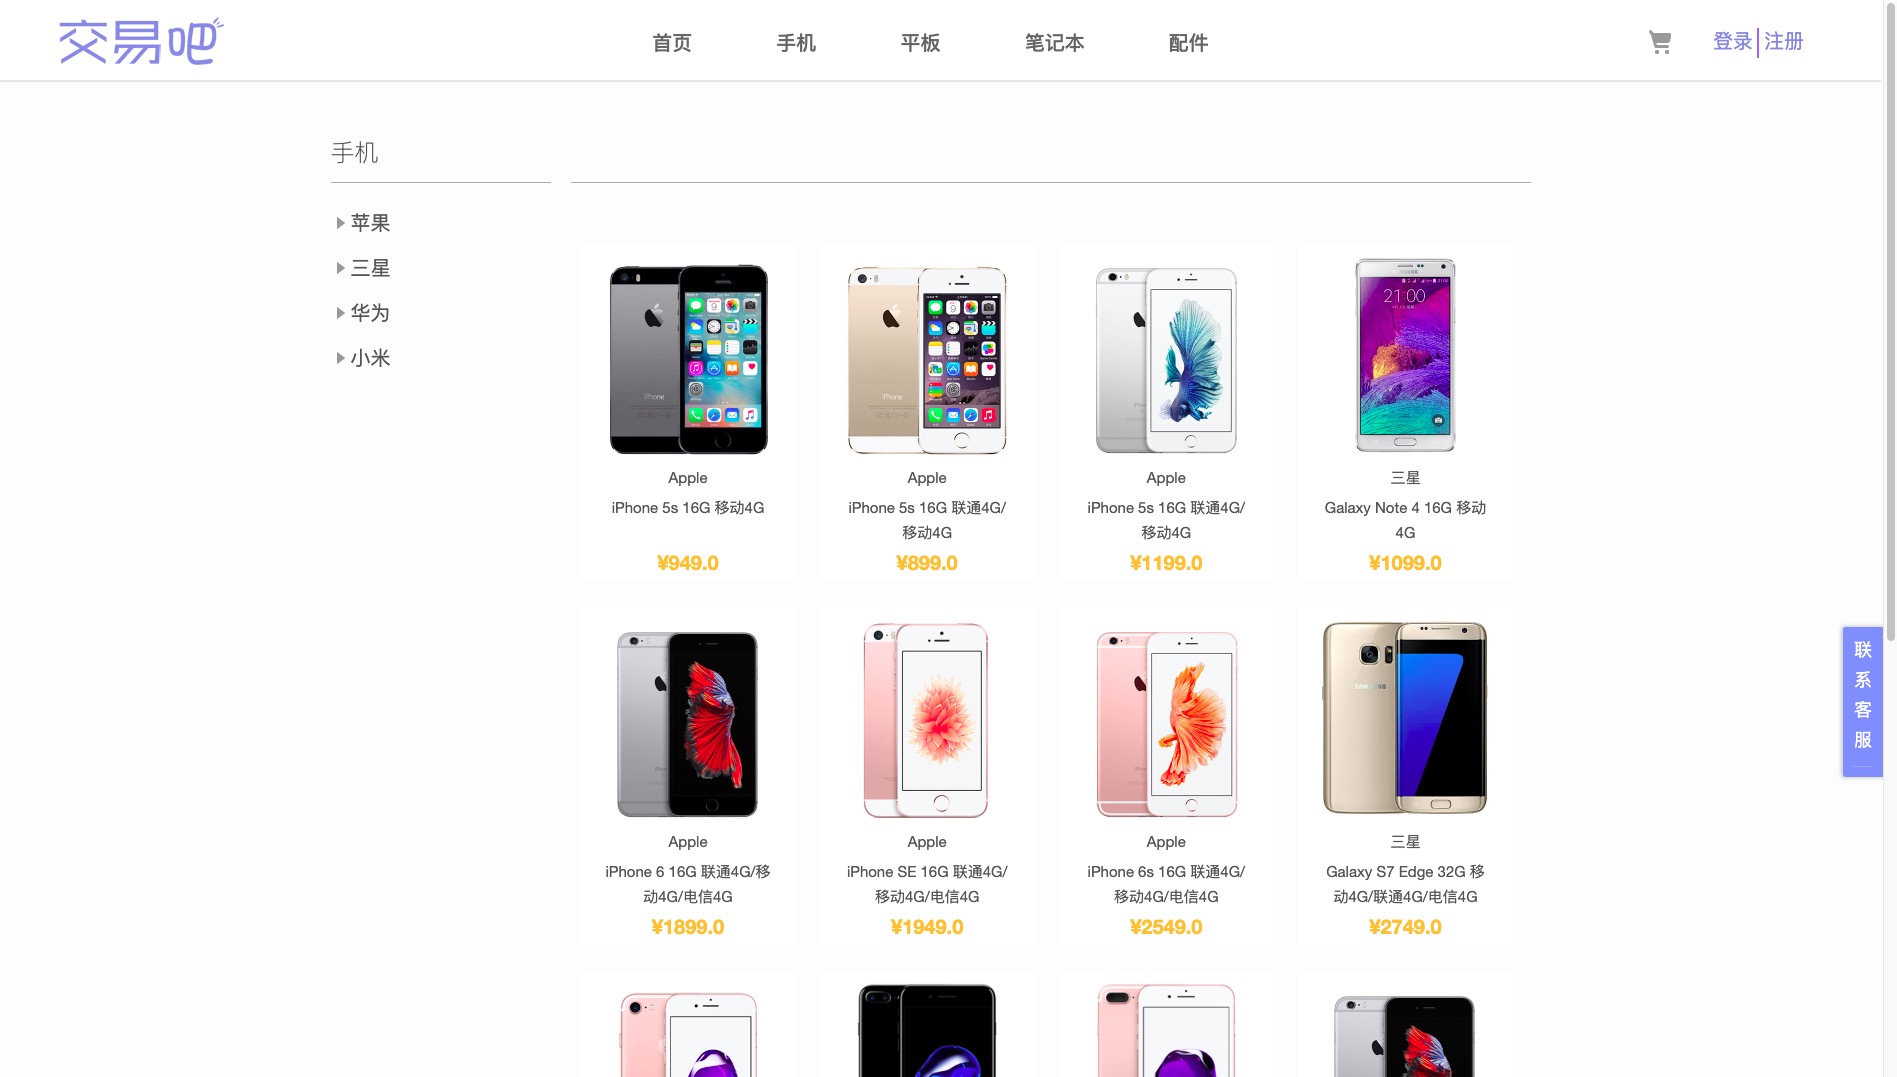 交易吧
首页
手机
平板
笔记本
配件
登录
注册
手机
苹果
三星
华为
小米
Apple
iPhone 5s 16G 移动4G
¥949.0
Apple
iPhone 5s 16G 联通4G/
移动4G
¥899.0
Apple
iPhone 5s 16G 联通4G/
移动4G
¥1199.0
21:00
三星
Galaxy Note 4 16G 移动
4G
¥1099.0
Apple
iPhone 6 16G 联通4G/移
动4G/电信4G
¥1899.0
Apple
iPhone SE 16G 联通4G/
移动4G/电信4G
¥1949.0
Apple
iPhone 6s 16G 联通4G/
移动4G/电信4G
¥2549.0
SAMSUNG
三星
Galaxy S7 Edge 32G 移
动4G/联通4G/电信4G
¥2749.0
联
系
客
服